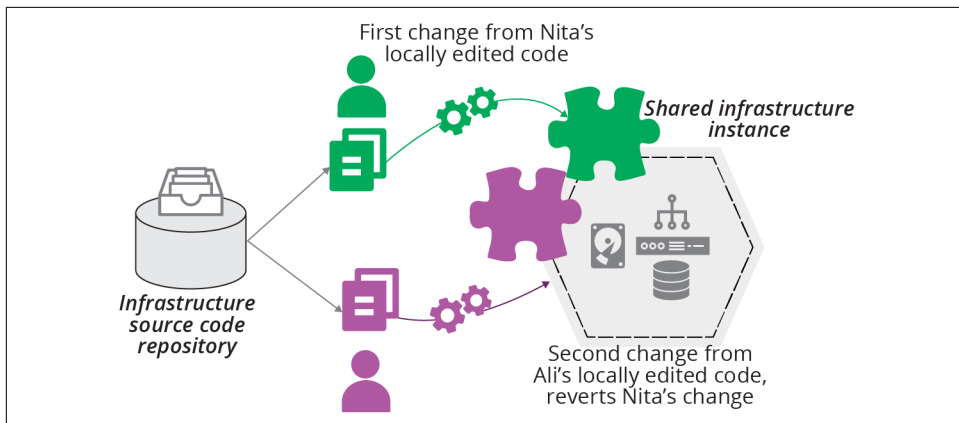 First change from Nita’s
locally edited code
Shared infrastructure
instance
Infrastructure
source code
repository
Second change from
Ali’s locally edited code,
reverts Nita’s change